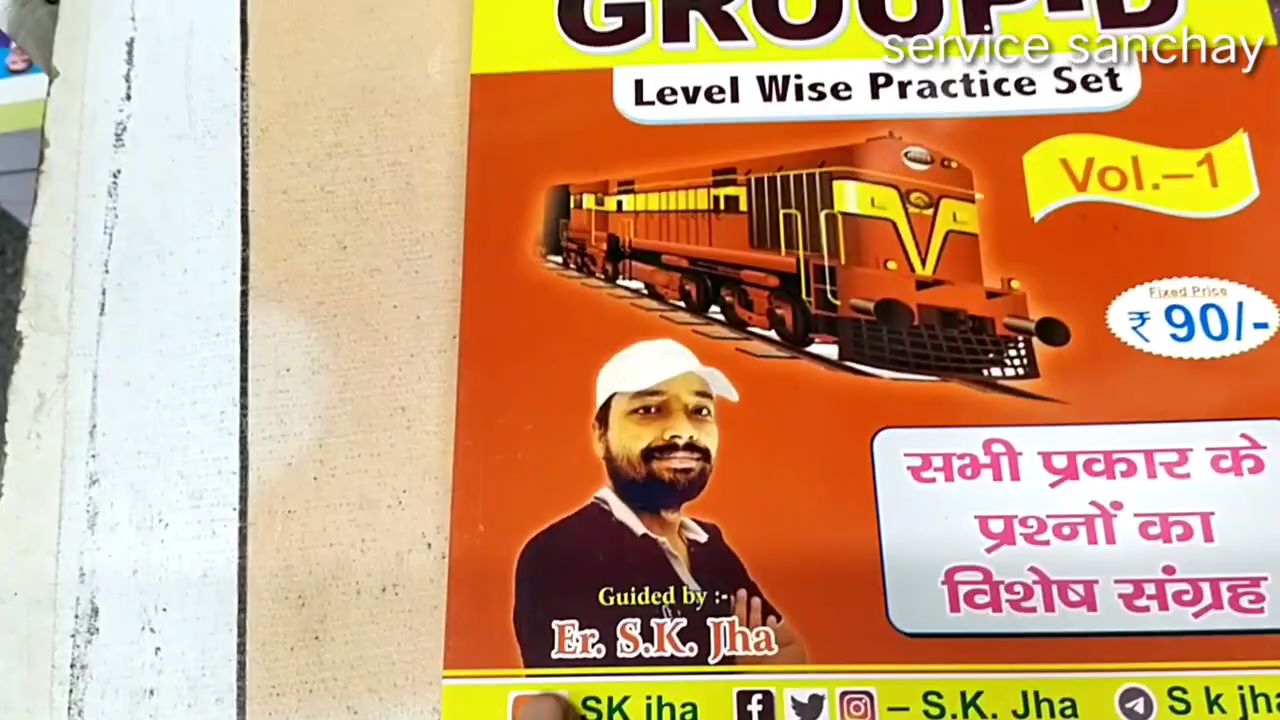 GROUP-D
service sanchay
Level Wise Practice Set
Vol.–1
Fixed Price
₹ 90/-
सभी प्रकार के
प्रश्नों का
विशेष संग्रह
Guided by :-
Er. S.K. Jha
SK jha
– S.K. Jha
S k jha